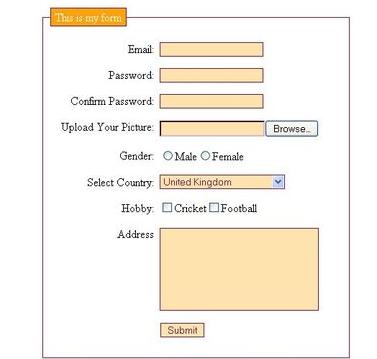 This is my form
Email:
Password:
Confirm Password:
Upload Your Picture: Browse..
Gender: Male Female
Select Country: United Kingdom
Hobby: Cricket Football
Address
Submit